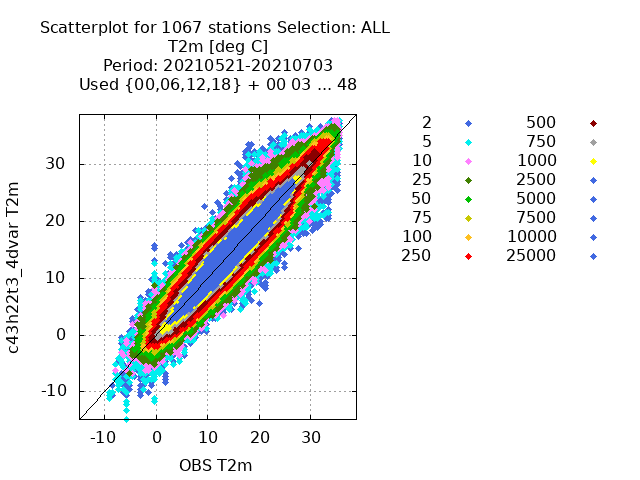 Scatterplot for 1067 stations Selection: ALL
T2m [deg C]
Period: 20210521-20210703
Used {00,06,12,18} + 00 03 ... 48
c43h22t3_4dvar T2m
30
20
10
0
-10
-10 0 10 20 30
OBS T2m
2 500
5 750
10 1000
25 2500
50 5000
75 7500
100 10000
250 25000